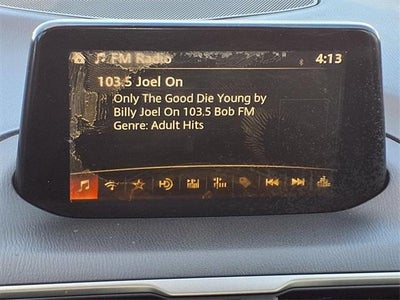 FM Radio 4:13
103.5 Joel On
Only The Good Die Young by
Billy Joel On 103.5 Bob FM
Genre: Adult Hits